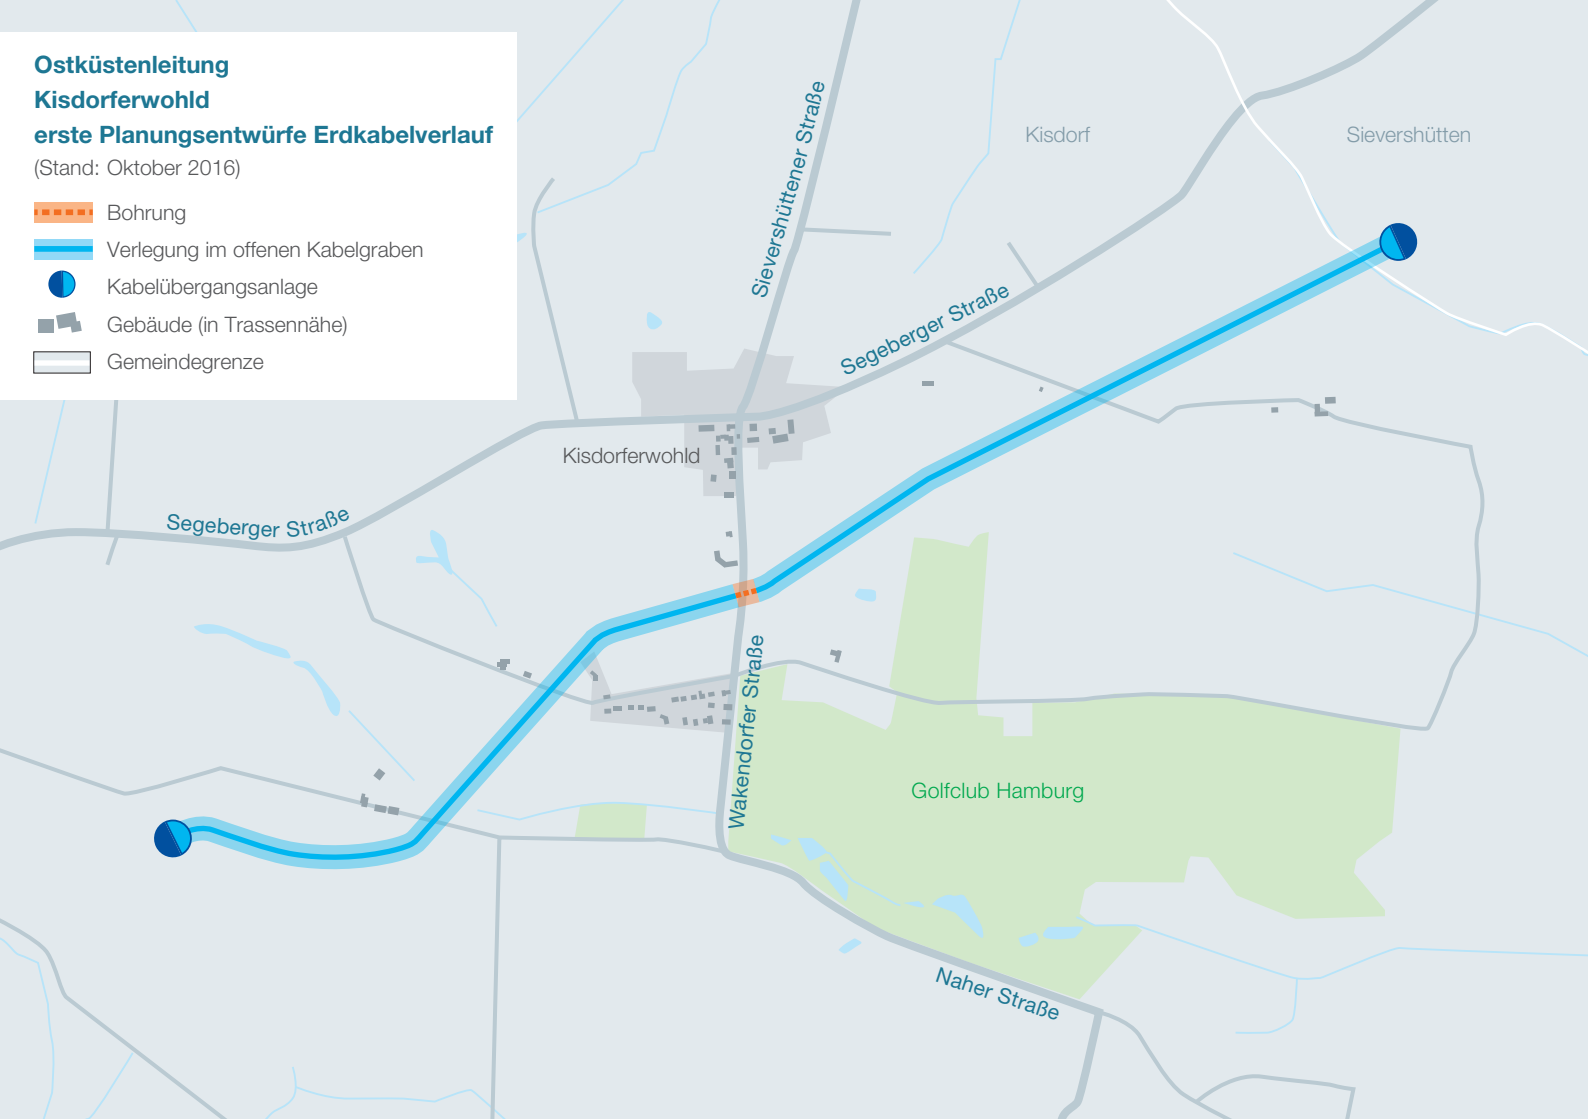 Ostküstenleitung
Kisdorferwohld
erste Planungsentwürfe Erdkabelverlauf
(Stand: Oktober 2016)
Bohrung
Verlegung im offenen Kabelgraben
Kabelübergangsanlage
Gebäude (in Trassennähe)
Gemeindegrenze
Sievershüttener Straße
Kisdorf
Sievershütten
Segeberger Straße
Kisdorferwohld
Segeberger Straße
Wakendorfer Straße
Golfclub Hamburg
Naher Straße